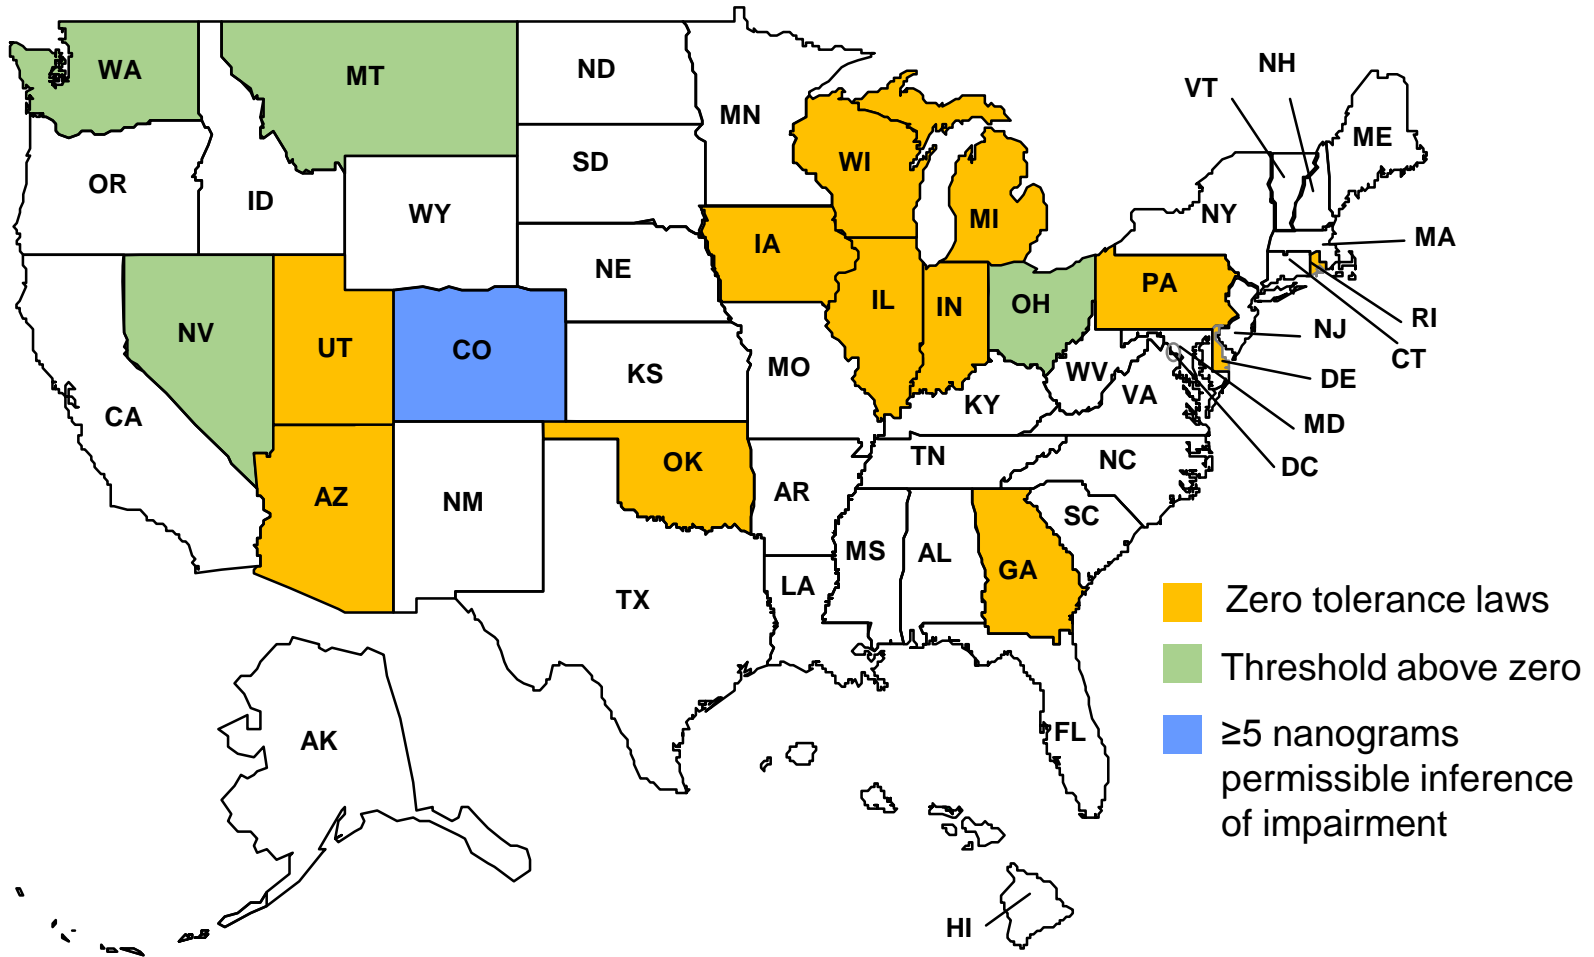 WA
MT
ND
MN
OR
ID
WY
SD
WI
MI
VT
NH
ME
NY
MA
RI
CT
NJ
PA
DE
MD
DC
NV
UT
CO
NE
IA
IL
IN
OH
CA
KS
MO
KY
WV
VA
AZ
NM
OK
AR
TN
NC
SC
TX
LA
MS
AL
GA
FL
AK
HI
Zero tolerance laws
Threshold above zero
≥5 nanograms
permissible inference
of impairment